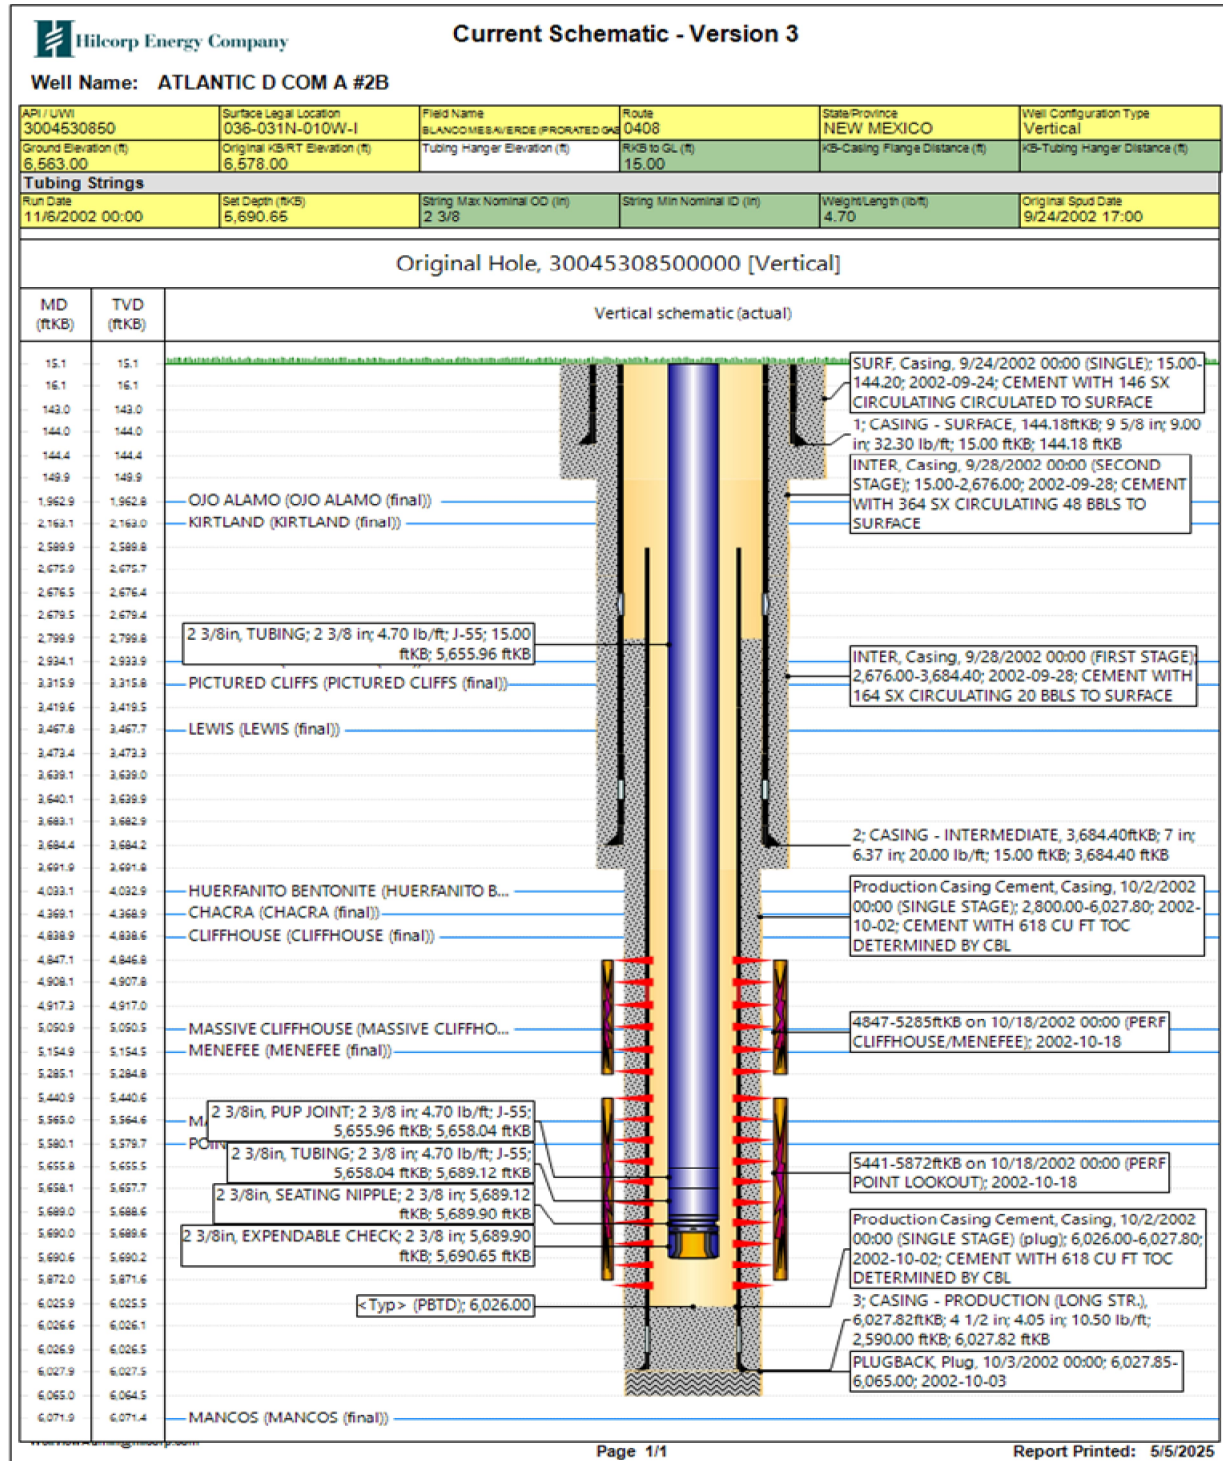 Hilcorp Energy Company
Current Schematic - Version 3
Well Name: ATLANTIC D COM A #2B
API / UWI
3004530850
Surface Legal Location
036-031N-010W-I
Field Name
BLANCO MESAVERDE (PRORATED GAS
Route
0408
State/Province
NEW MEXICO
Well Configuration Type
Vertical
Ground Elevation (ft)
6,563.00
Original KB/RT Elevation (ft)
6,578.00
Tubing Hanger Elevation (ft)
RKB to GL (ft)
15.00
KB-Casing Flange Distance (ft)
KB-Tubing Hanger Distance (ft)
Tubing Strings
Run Date
11/6/2002 00:00
Set Depth (ftKB)
5,690.65
String Max Nominal OD (in)
2 3/8
String Min Nominal ID (in)
Weight/Length (lb/ft)
4.70
Original Spud Date
9/24/2002 17:00
Original Hole, 30045308500000 [Vertical]
MD
(ftKB)
TVD
(ftKB)
Vertical schematic (actual)
15.1 15.1
16.1 16.1
143.0 143.0
144.0 144.0
144.4 144.4
149.9 149.9
1,962.9 1,962.8
2,163.1 2,163.0
2,589.9 2,589.8
2,675.9 2,675.7
2,676.5 2,676.4
2,679.5 2,679.4
2,799.9 2,799.8
2,934.1 2,933.9
3,315.9 3,315.8
3,419.6 3,419.5
3,467.8 3,467.7
3,473.4 3,473.3
3,639.1 3,639.0
3,640.1 3,639.9
3,683.1 3,682.9
3,684.4 3,684.2
3,691.9 3,691.8
4,033.1 4,032.9
4,369.1 4,368.9
4,838.9 4,838.6
4,847.1 4,846.8
4,908.1 4,907.8
4,917.3 4,917.0
5,050.9 5,050.5
5,154.9 5,154.5
5,285.1 5,284.8
5,440.9 5,440.6
5,565.0 5,564.6
5,580.1 5,579.7
5,655.8 5,655.5
5,658.1 5,657.7
5,689.0 5,688.6
5,690.0 5,689.6
5,690.6 5,690.2
5,872.0 5,871.6
6,025.9 6,025.5
6,026.6 6,026.1
6,026.9 6,026.5
6,027.9 6,027.5
6,065.0 6,064.5
6,071.9 6,071.4
OJO ALAMO (OJO ALAMO (final))
KIRTLAND (KIRTLAND (final))
2 3/8in, TUBING; 2 3/8 in; 4.70 lb/ft; J-55; 15.00
ftKB; 5,655.96 ftKB
PICTURED CLIFFS (PICTURED CLIFFS (final))
LEWIS (LEWIS (final))
HUERFANITO BENTONITE (HUERFANITO B...
CHACRA (CHACRA (final))
CLIFFHOUSE (CLIFFHOUSE (final))
MASSIVE CLIFFHOUSE (MASSIVE CLIFFHO...
MENEFEE (MENEFEE (final))
2 3/8in, PUP JOINT; 2 3/8 in; 4.70 lb/ft; J-55;
5,655.96 ftKB; 5,658.04 ftKB
2 3/8in, TUBING; 2 3/8 in; 4.70 lb/ft; J-55;
5,658.04 ftKB; 5,689.12 ftKB
2 3/8in, SEATING NIPPLE; 2 3/8 in; 5,689.12
ftKB; 5,689.90 ftKB
2 3/8in, EXPENDABLE CHECK; 2 3/8 in; 5,689.90
ftKB; 5,690.65 ftKB
<Typ> (PBTD); 6,026.00
MANCOS (MANCOS (final))
SURF, Casing, 9/24/2002 00:00 (SINGLE); 15.00-
144.20; 2002-09-24; CEMENT WITH 146 SX
CIRCULATING CIRCULATED TO SURFACE
1; CASING - SURFACE, 144.18ftKB; 9 5/8 in; 9.00
in; 32.30 lb/ft; 15.00 ftKB; 144.18 ftKB
INTER, Casing, 9/28/2002 00:00 (SECOND
STAGE); 15.00-2,676.00; 2002-09-28; CEMENT
WITH 364 SX CIRCULATING 48 BBLS TO
SURFACE
INTER, Casing, 9/28/2002 00:00 (FIRST STAGE);
2,676.00-3,684.40; 2002-09-28; CEMENT WITH
164 SX CIRCULATING 20 BBLS TO SURFACE
2; CASING - INTERMEDIATE, 3,684.40ftKB; 7 in;
6.37 in; 20.00 lb/ft; 15.00 ftKB; 3,684.40 ftKB
Production Casing Cement, Casing, 10/2/2002
00:00 (SINGLE STAGE); 2,800.00-6,027.80; 2002-
10-02; CEMENT WITH 618 CU FT TOC
DETERMINED BY CBL
4847-5285ftKB on 10/18/2002 00:00 (PERF
CLIFFHOUSE/MENEFEE); 2002-10-18
5441-5872ftKB on 10/18/2002 00:00 (PERF
POINT LOOKOUT); 2002-10-18
Production Casing Cement, Casing, 10/2/2002
00:00 (SINGLE STAGE) (plug); 6,026.00-6,027.80;
2002-10-02; CEMENT WITH 618 CU FT TOC
DETERMINED BY CBL
3; CASING - PRODUCTION (LONG STR.),
6,027.82ftKB; 4 1/2 in; 4.05 in; 10.50 lb/ft;
2,590.00 ftKB; 6,027.82 ftKB
PLUGBACK, Plug, 10/3/2002 00:00; 6,027.85-
6,065.00; 2002-10-03
Page 1/1
Report Printed: 5/5/2025